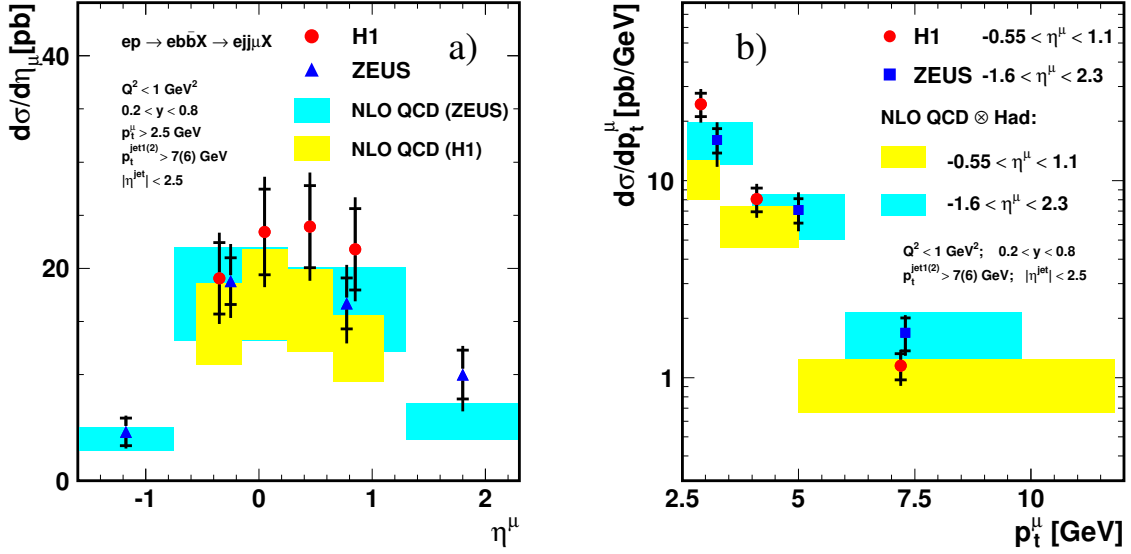 dσ/dη_μ[pb]
40
20
0
-1
0
1
2
η^μ
ep → ebb̄X → ejjμX
a)
Q² < 1 GeV²
0.2 < y < 0.8
p_t^μ > 2.5 GeV
p_t^jet1(2) > 7(6) GeV
|η^jet| < 2.5
H1
ZEUS
NLO QCD (ZEUS)
NLO QCD (H1)
dσ/dp_t^μ [pb/GeV]
10
1
2.5
5
7.5
10
p_t^μ [GeV]
b)
H1 -0.55 < η^μ < 1.1
ZEUS -1.6 < η^μ < 2.3
NLO QCD ⊗ Had:
-0.55 < η^μ < 1.1
-1.6 < η^μ < 2.3
Q² < 1 GeV²; 0.2 < y < 0.8
p_t^jet1(2) > 7(6) GeV; |η^jet| < 2.5